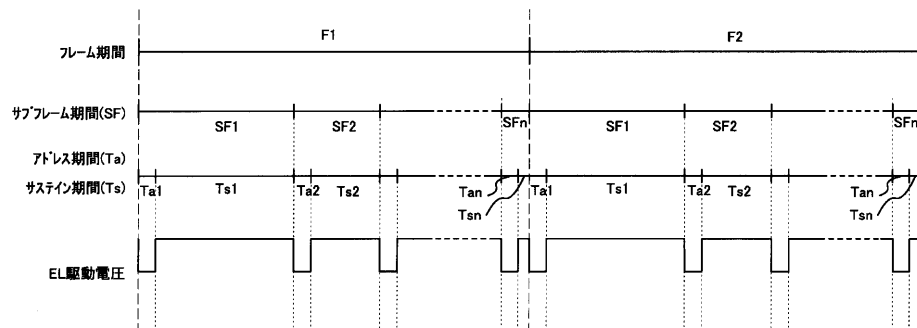 F1 F2
フレーム期間
サブフレーム期間(SF)
SF1 SF2 SFn SF1 SF2 SFn
アドレス期間(Ta)
サステイン期間(Ts)
Ta1 Ts1 Ta2 Ts2 Tan Ta1 Ts1 Ta2 Ts2 Tan
Tsn Tsn
EL駆動電圧